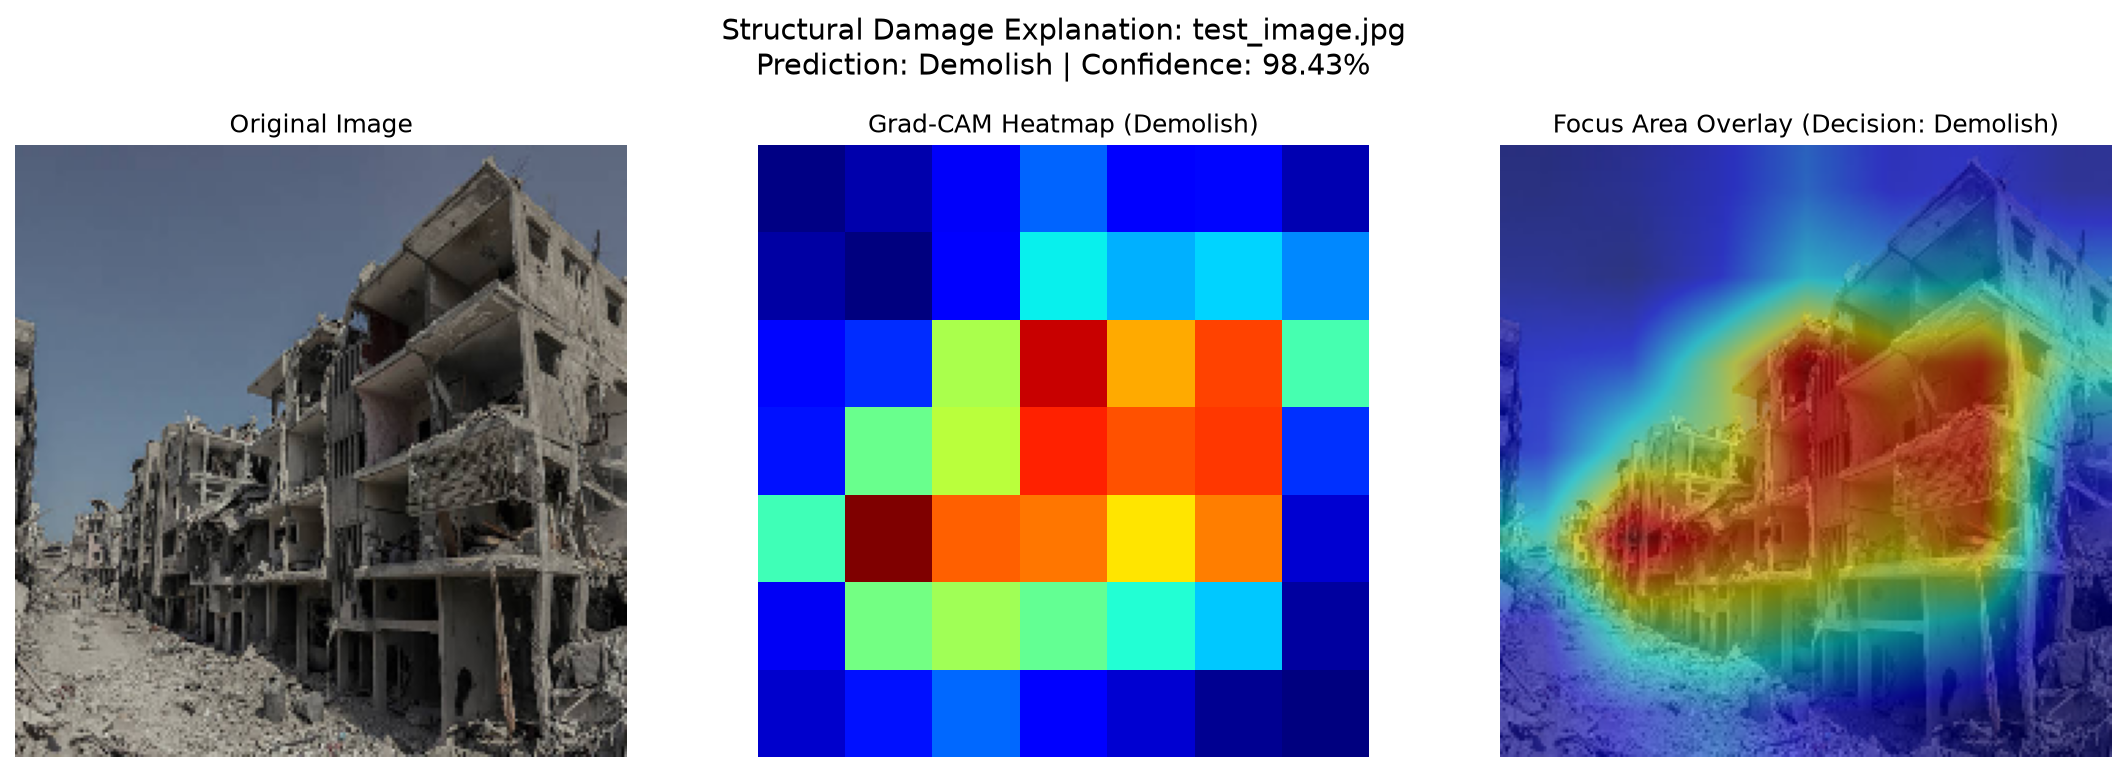 Structural Damage Explanation: test_image.jpg
Prediction: Demolish | Confidence: 98.43%
Original Image
Grad-CAM Heatmap (Demolish)
Focus Area Overlay (Decision: Demolish)